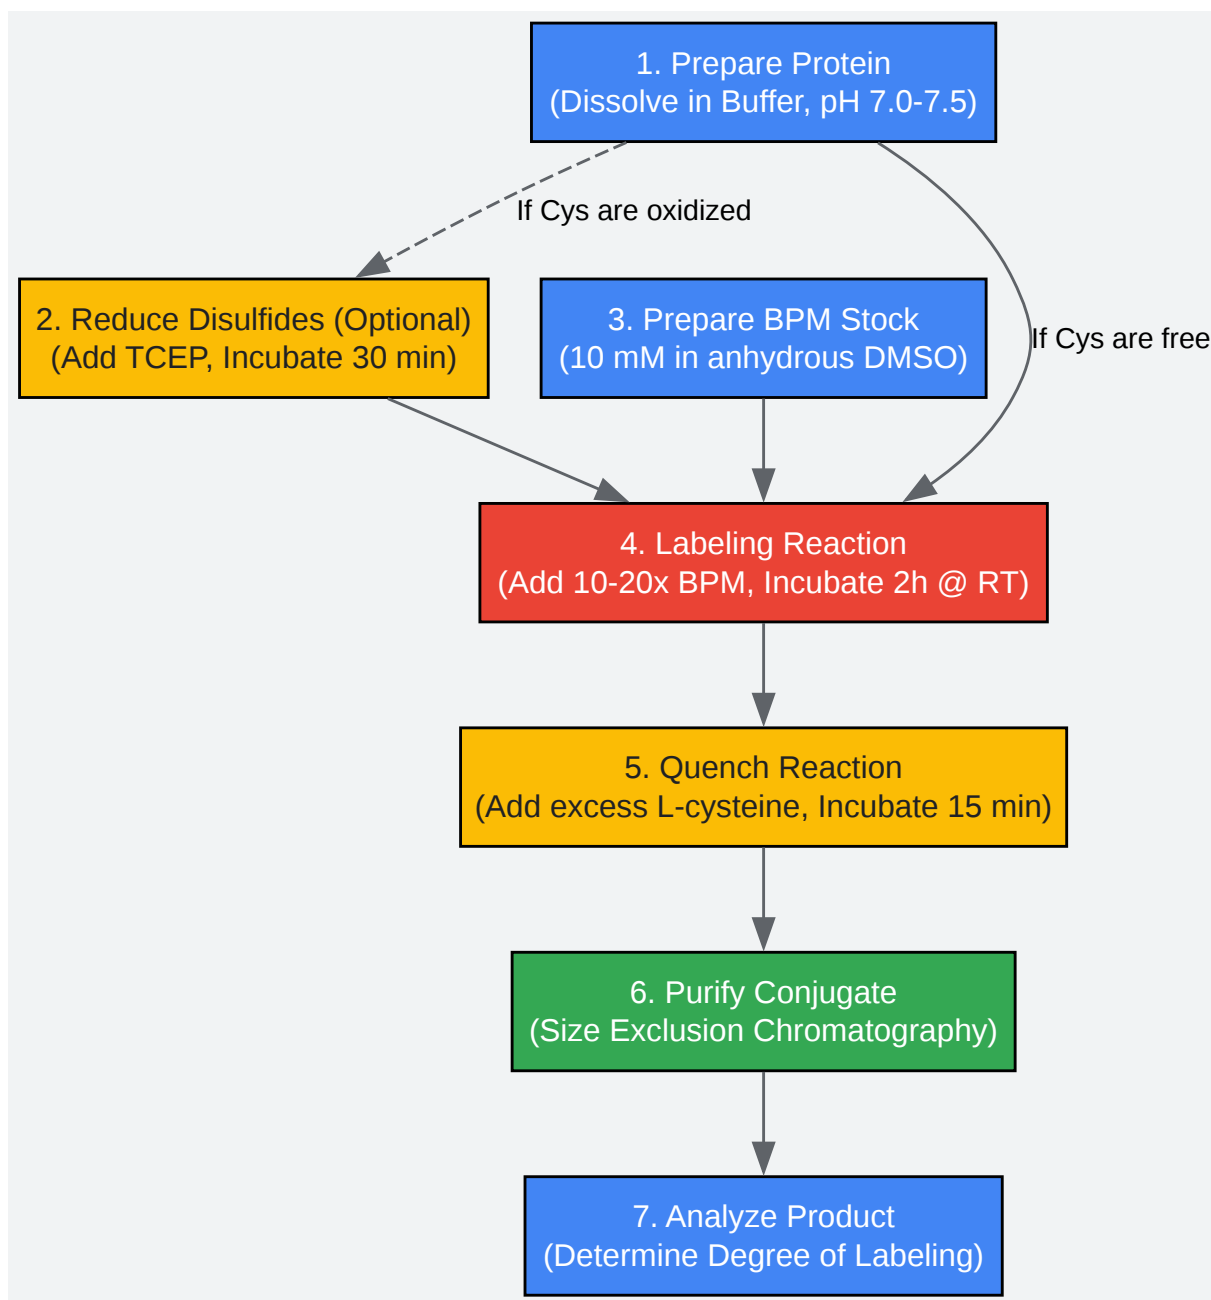 1. Prepare Protein
(Dissolve in Buffer, pH 7.0-7.5)
If Cys are oxidized
2. Reduce Disulfides (Optional)
(Add TCEP, Incubate 30 min)
3. Prepare BPM Stock
(10 mM in anhydrous DMSO)
If Cys are free
4. Labeling Reaction
(Add 10-20x BPM, Incubate 2h @ RT)
5. Quench Reaction
(Add excess L-cysteine, Incubate 15 min)
6. Purify Conjugate
(Size Exclusion Chromatography)
7. Analyze Product
(Determine Degree of Labeling)